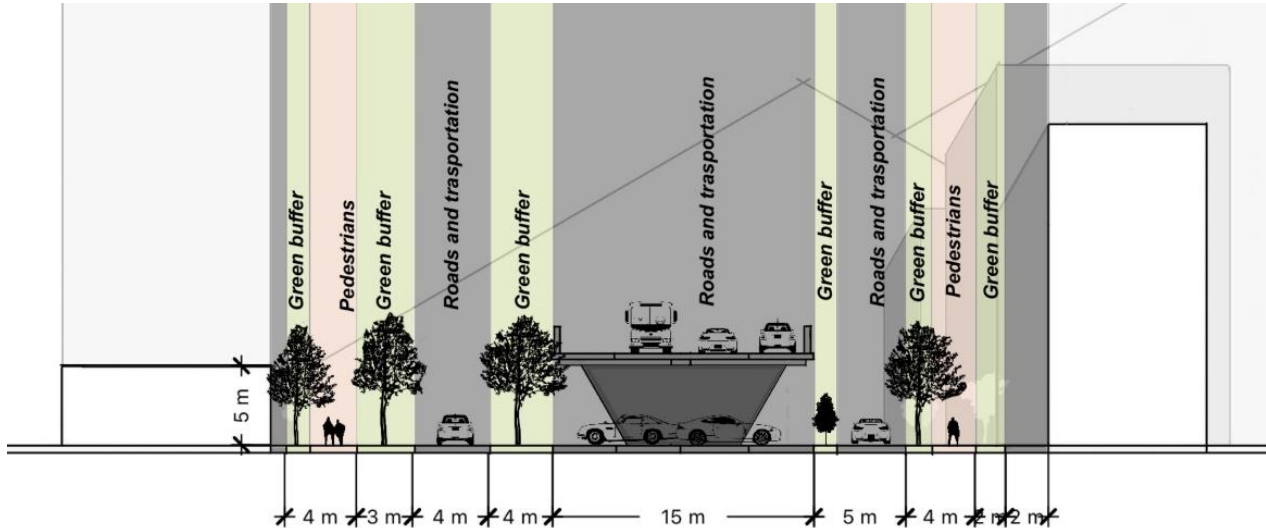 Green buffer
Pedestrians
Green buffer
Roads and trasportation
Green buffer
Roads and trasportation
Green buffer
Roads and trasportation
Green buffer
Pedestrians
Green buffer
5 m
4 m
3 m
4 m
4 m
15 m
5 m
4 m
2 m
2 m